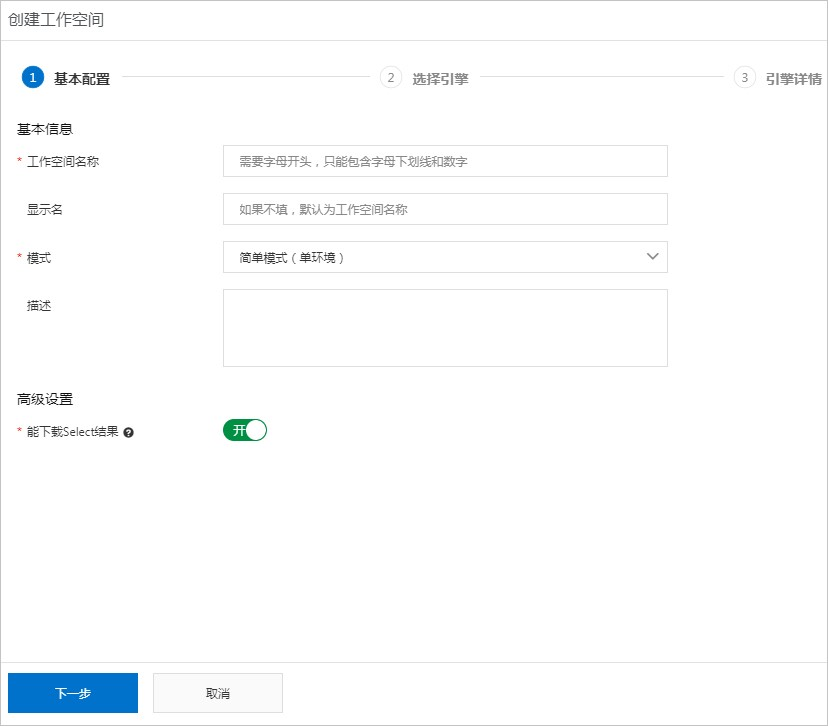 创建工作空间
1 基本配置 2 选择引擎 3 引擎详情
基本信息
* 工作空间名称 需要字母开头，只能包含字母下划线和数字
显示名 如果不填，默认为工作空间名称
* 模式 简单模式（单环境）
描述
高级设置
* 能下载Select结果 ? 开
下一步 取消